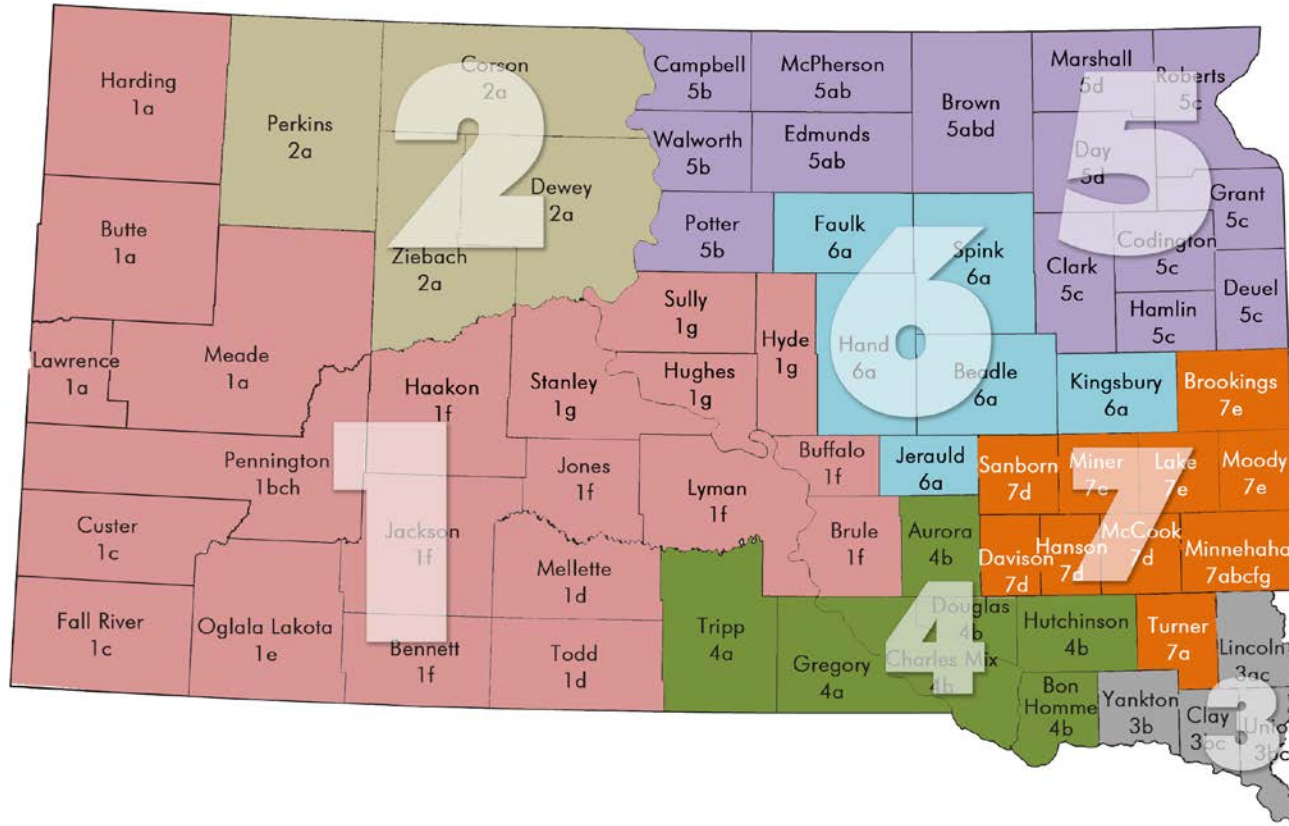 Harding
1a
Perkins
2a
Corson
2a
Campbell
5b
McPherson
5ab
Brown
5abd
Marshall
5d
Roberts
5c
Walworth
5b
Edmunds
5ab
Day
5d
Dewey
2a
Butte
1a
Ziebach
2a
Potter
5b
Faulk
6a
Spink
6a
Clark
5c
Codington
5c
Grant
5c
Hamlin
5c
Deuel
5c
2
5
6
Lawrence
1a
Meade
1a
Haakon
1f
Stanley
1g
Sully
1g
Hughes
1g
Hyde
1g
Hand
6a
Beadle
6a
Kingsbury
6a
Brookings
7e
Pennington
1bch
Jones
1f
Lyman
1f
Buffalo
1f
Jerauld
6a
Sanborn
7d
Miner
7e
Lake
7e
Moody
7e
Custer
1c
Jackson
1f
Mellette
1d
Brule
1f
Aurora
4b
Davison
7d
Hanson
7d
McCook
7d
Minnehaha
7abcfg
1
7
Fall River
1c
Oglala Lakota
1e
Bennett
1f
Todd
1d
Tripp
4a
Gregory
4a
Douglas
4b
Charles Mix
4b
Hutchinson
4b
Turner
7a
Lincoln
3ac
4
Bon
Homme
4b
Yankton
3b
Clay
3bc
Unio
3bc
3